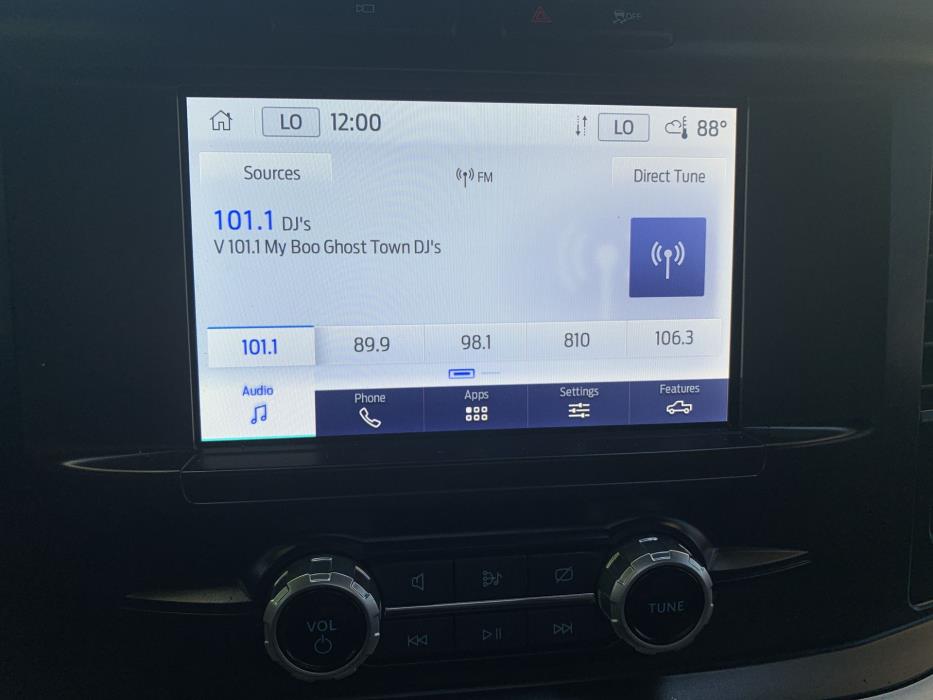 OFF
LO 12:00 LO 88°
Sources FM Direct Tune
101.1 DJ's
V 101.1 My Boo Ghost Town DJ's
101.1 89.9 98.1 810 106.3
Audio Phone Apps Settings Features
VOL TUNE